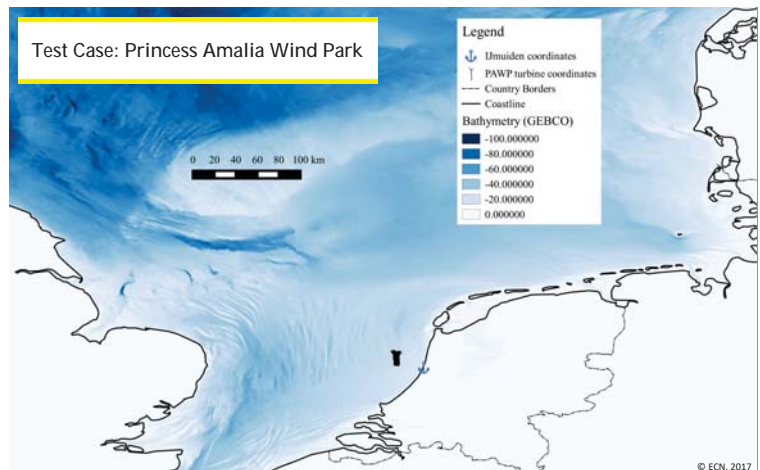 Test Case: Princess Amalia Wind Park
Legend
IJmuiden coordinates
PAWP turbine coordinates
Country Borders
Coastline
Bathymetry (GEBCO)
-100.000000
-80.000000
-60.000000
-40.000000
-20.000000
0.000000
0 20 40 60 80 100 km
© ECN, 2017